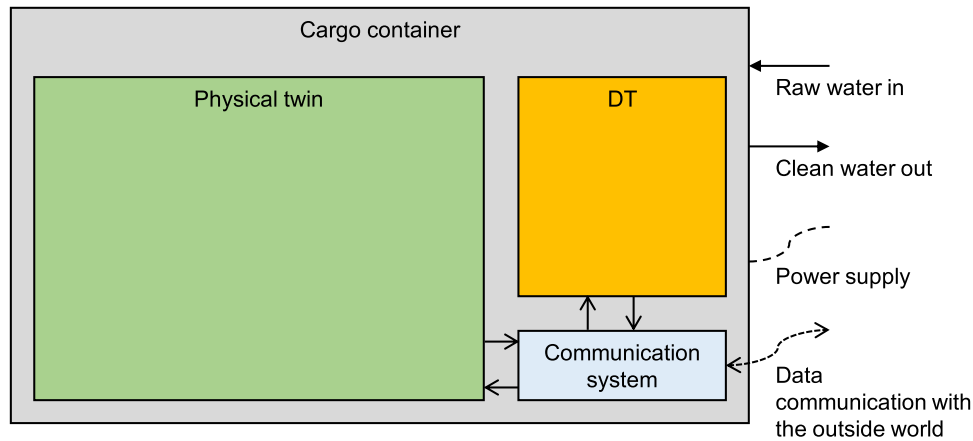 Cargo container
Physical twin
DT
Raw water in
Clean water out
Power supply
Communication
system
Data
communication with
the outside world